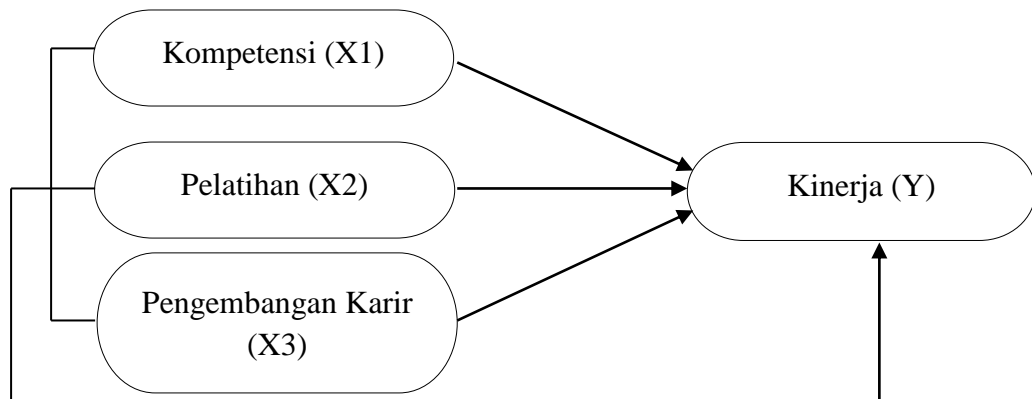 Kompetensi (X1)
Pelatihan (X2)
Kinerja (Y)
Pengembangan Karir
(X3)